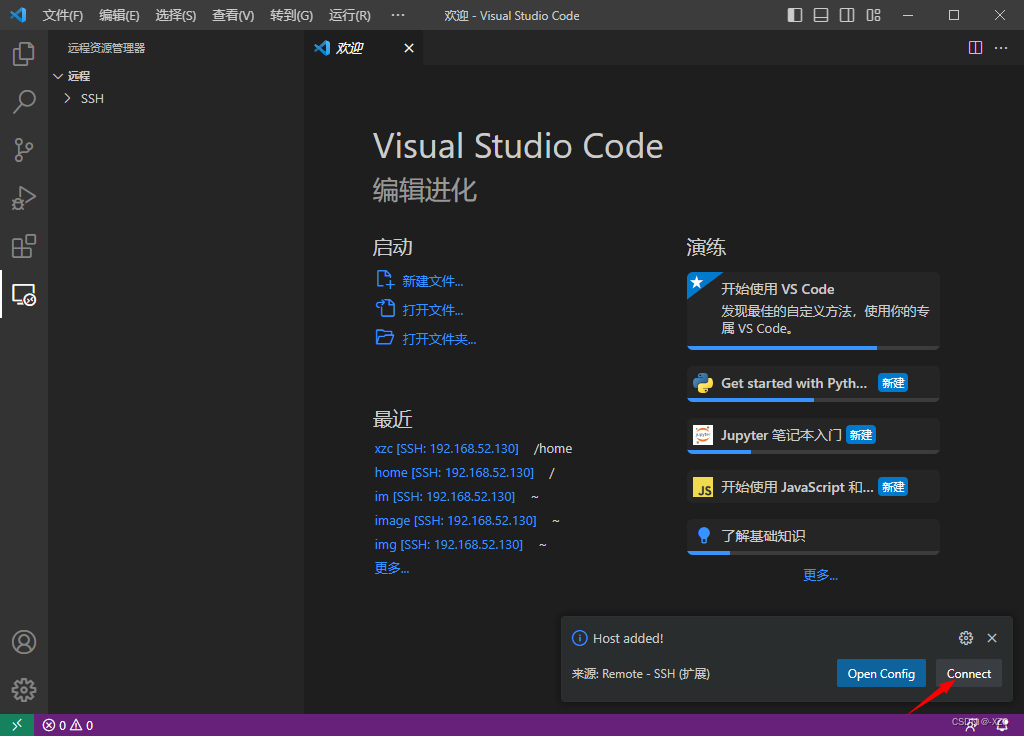 文件(F) 编辑(E) 选择(S) 查看(V) 转到(G) 运行(R) ··· 欢迎 - Visual Studio Code
远程资源管理器
欢迎
远程
SSH
Visual Studio Code
编辑进化
启动
新建文件...
打开文件...
打开文件夹...
最近
xzc [SSH: 192.168.52.130] /home
home [SSH: 192.168.52.130] /
im [SSH: 192.168.52.130] ~
image [SSH: 192.168.52.130] ~
img [SSH: 192.168.52.130] ~
更多...
演练
开始使用 VS Code
发现最佳的自定义方法，使用你的专
属 VS Code。
Get started with Pyth... 新建
Jupyter 笔记本入门 新建
JS 开始使用 JavaScript 和... 新建
了解基础知识
更多...
Host added!
来源: Remote - SSH (扩展)
Open Config
Connect
0 0